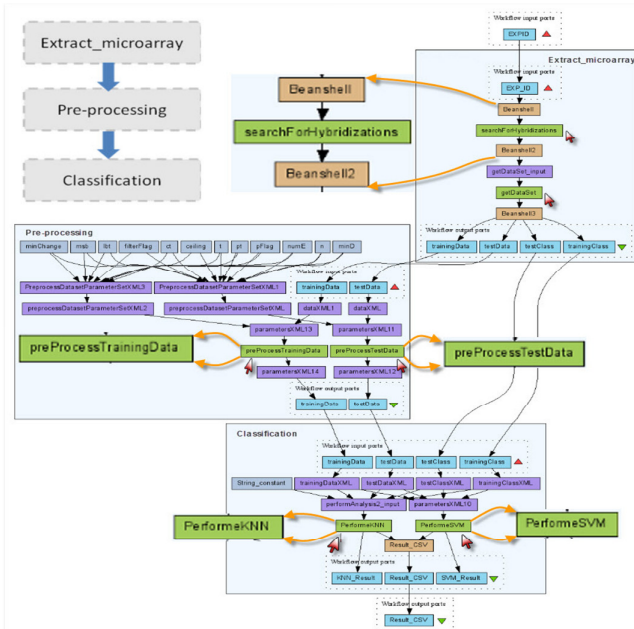 Extract_microarray
Pre-processing
Classification
Beanshell
searchForHybridizations
Beanshell2
Workflow input ports
EXPID
Extract_microarray
Workflow input ports
EXP_ID
Beanshell
searchForHybridizations
Beanshell2
getDataSet_input
getDataSet
Beanshell3
trainingData testData testClass trainingClass
Workflow output ports
Pre-processing
minChange msb lbt filterFlag ct ceiling t pt pFlag numE n minD
Workflow input ports
PreprocessDatasetParameterSetXML3 PreprocessDatasetParameterSetXML1 trainingData testData
preprocessDatasetParameterSetXML2 preprocessDatasetParameterSetXML dataXML1 dataXML
parametersXML13 parametersXML11
preProcessTrainingData
preProcessTrainingData preProcessTestData
preProcessTestData
parametersXML14 parametersXML12
Workflow output ports
trainingData testData
Classification
Workflow input ports
trainingData testData testClass trainingClass
String_constant trainingDataXML testDataXML testClassXML trainingClassXML
performAnalysis2_input parametersXML10
PerformeKNN
PerformeKNN PerformeSVM
PerformeSVM
Result_CSV
Workflow output ports
KNN_Result Result_CSV SVM_Result
Workflow output ports
Result_CSV